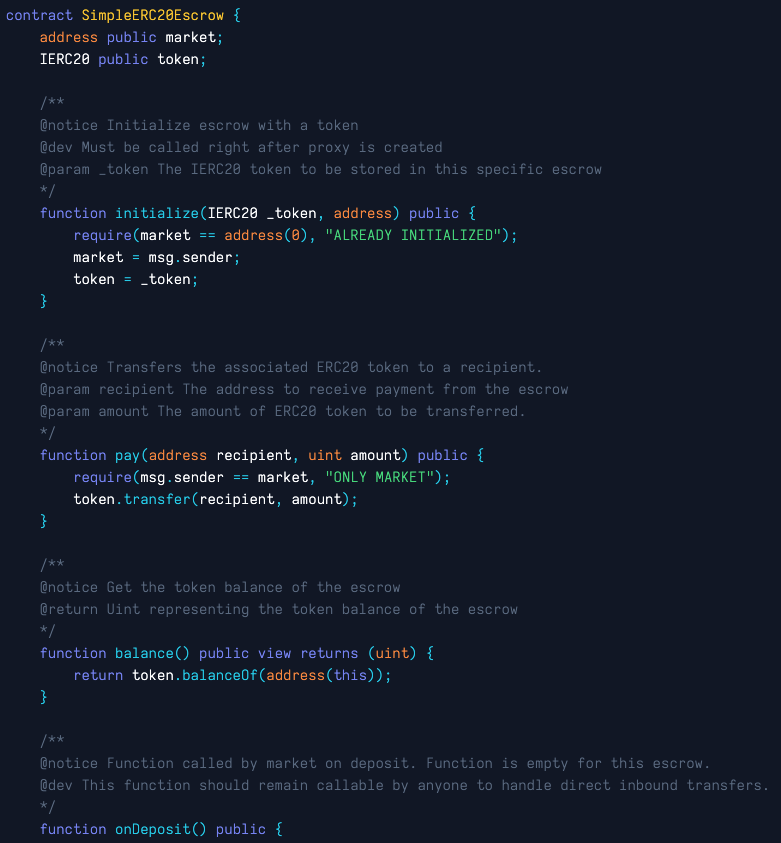 contract SimpleERC20Escrow {
    address public market;
    IERC20 public token;

    /**
    @notice Initialize escrow with a token
    @dev Must be called right after proxy is created
    @param _token The IERC20 token to be stored in this specific escrow
    */
    function initialize(IERC20 _token, address) public {
        require(market == address(0), "ALREADY INITIALIZED");
        market = msg.sender;
        token = _token;
    }

    /**
    @notice Transfers the associated ERC20 token to a recipient.
    @param recipient The address to receive payment from the escrow
    @param amount The amount of ERC20 token to be transferred.
    */
    function pay(address recipient, uint amount) public {
        require(msg.sender == market, "ONLY MARKET");
        token.transfer(recipient, amount);
    }

    /**
    @notice Get the token balance of the escrow
    @return Uint representing the token balance of the escrow
    */
    function balance() public view returns (uint) {
        return token.balanceOf(address(this));
    }

    /**
    @notice Function called by market on deposit. Function is empty for this escrow.
    @dev This function should remain callable by anyone to handle direct inbound transfers.
    */
    function onDeposit() public {